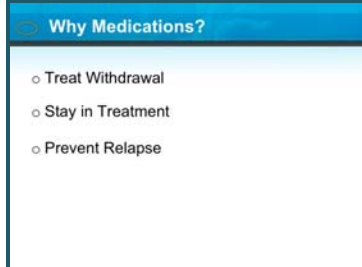 Why Medications?
Treat Withdrawal
Stay in Treatment
Prevent Relapse